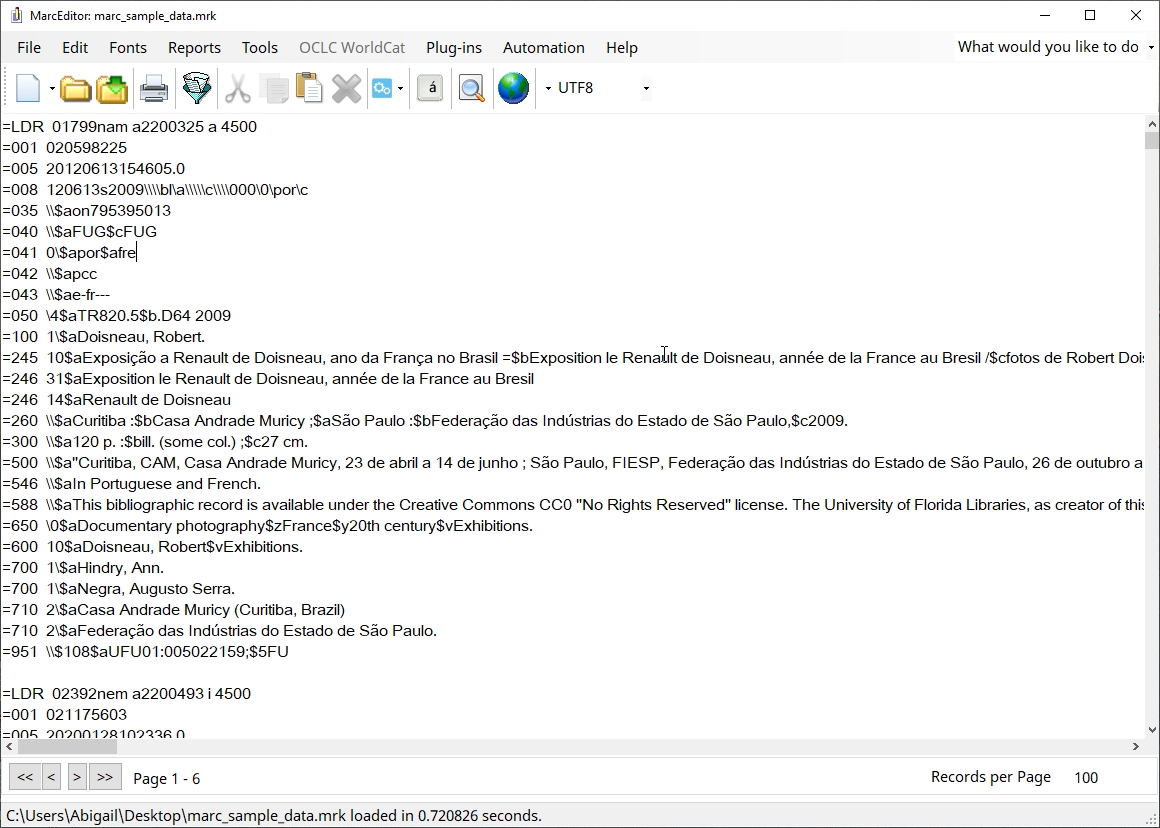 MarcEditor: marc_sample_data.mrk
File Edit Fonts Reports Tools OCLC WorldCat Plug-ins Automation Help What would you like to do
á UTF8
=LDR  01799nam a2200325 a 4500
=001  020598225
=005  20120613154605.0
=008  120613s2009\\\\bl\a\\\\\c\\\\000\0\por\c
=035  \\$aon795395013
=040  \\$aFUG$cFUG
=041  0\$apor$afre
=042  \\$apcc
=043  \\$ae-fr---
=050  \4$aTR820.5$b.D64 2009
=100  1\$aDoisneau, Robert.
=245  10$aExposição a Renault de Doisneau, ano da França no Brasil =$bExposition le Renault de Doisneau, année de la France au Bresil /$cfotos de Robert Dois
=246  31$aExposition le Renault de Doisneau, année de la France au Bresil
=246  14$aRenault de Doisneau
=260  \\$aCuritiba :$bCasa Andrade Muricy ;$aSão Paulo :$bFederação das Indústrias do Estado de São Paulo,$c2009.
=300  \\$a120 p. :$bill. (some col.) ;$c27 cm.
=500  \\$a"Curitiba, CAM, Casa Andrade Muricy, 23 de abril a 14 de junho ; São Paulo, FIESP, Federação das Indústrias do Estado de São Paulo, 26 de outubro a
=546  \\$aIn Portuguese and French.
=588  \\$aThis bibliographic record is available under the Creative Commons CC0 "No Rights Reserved" license. The University of Florida Libraries, as creator of this
=650  \0$aDocumentary photography$zFrance$y20th century$vExhibitions.
=600  10$aDoisneau, Robert$vExhibitions.
=700  1\$aHindry, Ann.
=700  1\$aNegra, Augusto Serra.
=710  2\$aCasa Andrade Muricy (Curitiba, Brazil)
=710  2\$aFederação das Indústrias do Estado de São Paulo.
=951  \\$108$aUFU01:005022159;$5FU
=LDR  02392nem a2200493 i 4500
=001  021175603
=005  20200128102336.0
<< < > >> Page 1 - 6 Records per Page 100
C:\Users\Abigail\Desktop\marc_sample_data.mrk loaded in 0.720826 seconds.